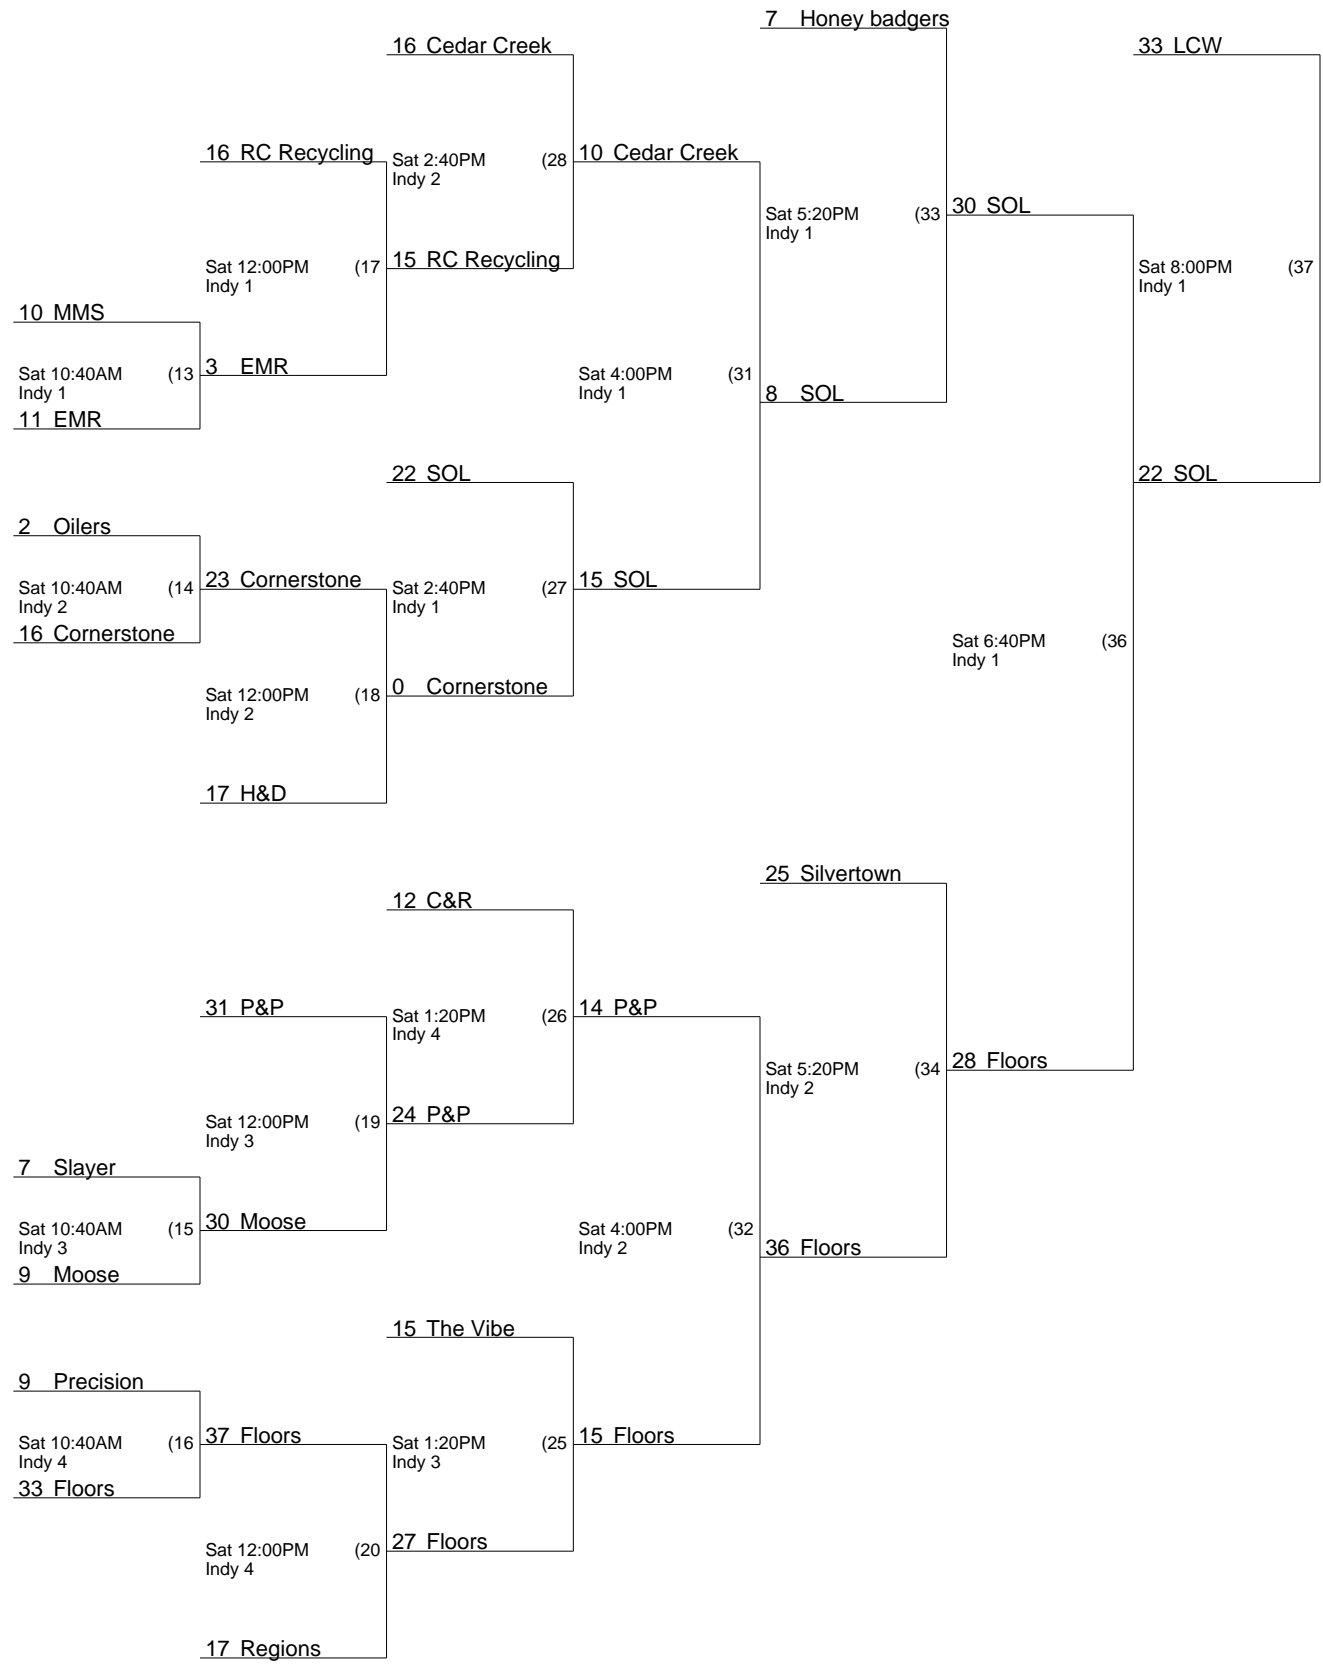 7 Honey badgers
16 Cedar Creek
33 LCW
16 RC Recycling
Sat 2:40PM (28
Indy 2
10 Cedar Creek
Sat 5:20PM (33
Indy 1
30 SOL
Sat 12:00PM (17
Indy 1
15 RC Recycling
Sat 8:00PM (37
Indy 1
10 MMS
Sat 10:40AM (13
Indy 1
3 EMR
Sat 4:00PM (31
Indy 1
8 SOL
11 EMR
22 SOL
22 SOL
2 Oilers
Sat 10:40AM (14
Indy 2
23 Cornerstone
Sat 2:40PM (27
Indy 1
15 SOL
16 Cornerstone
Sat 6:40PM (36
Indy 1
Sat 12:00PM (18
Indy 2
0 Cornerstone
17 H&D
25 Silvertown
12 C&R
31 P&P
Sat 1:20PM (26
Indy 4
14 P&P
Sat 5:20PM (34
Indy 2
28 Floors
Sat 12:00PM (19
Indy 3
24 P&P
7 Slayer
Sat 10:40AM (15
Indy 3
30 Moose
Sat 4:00PM (32
Indy 2
36 Floors
9 Moose
15 The Vibe
9 Precision
Sat 10:40AM (16
Indy 4
37 Floors
Sat 1:20PM (25
Indy 3
15 Floors
33 Floors
Sat 12:00PM (20
Indy 4
27 Floors
17 Regions